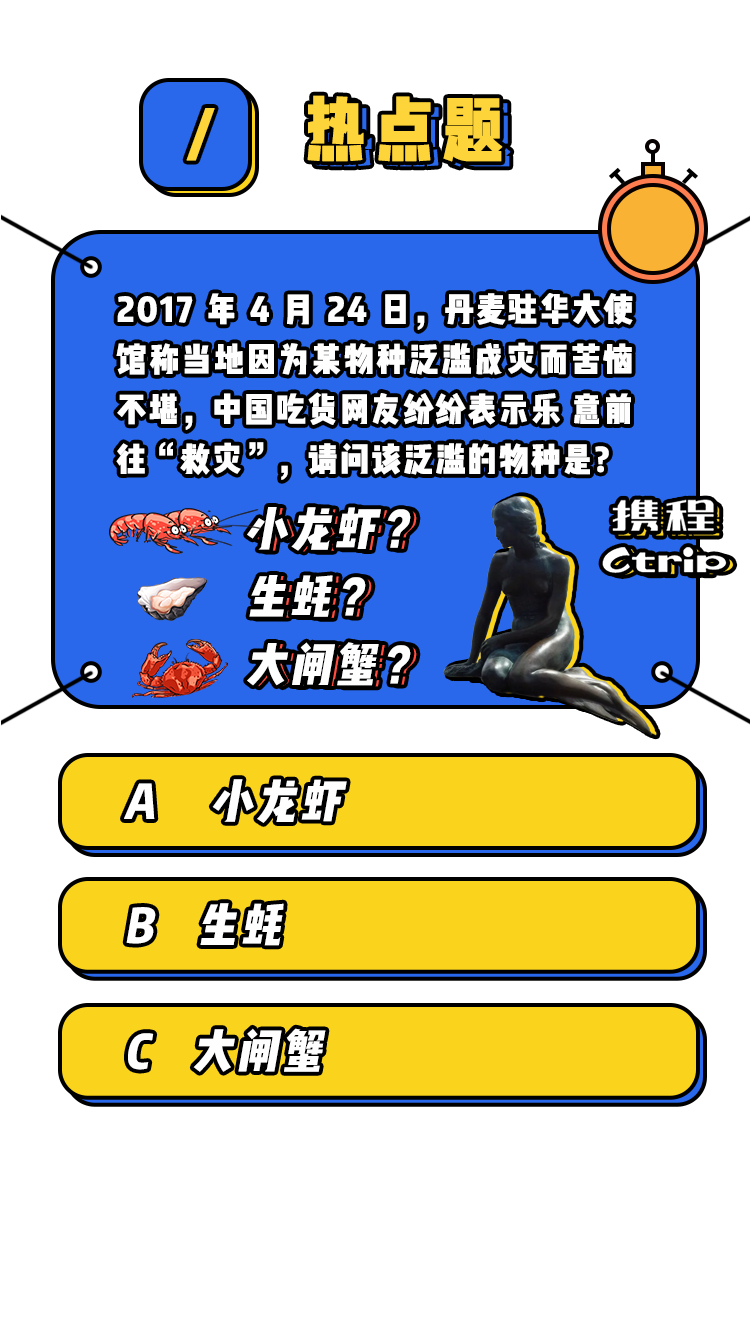 1 热点题
2017 年 4 月 24 日，丹麦驻华大使
馆称当地因为某物种泛滥成灾而苦恼
不堪，中国吃货网友纷纷表示乐 意前
往“救灾”，请问该泛滥的物种是？
小龙虾？
生蚝？
大闸蟹？
携程
Ctrip
A 小龙虾
B 生蚝
C 大闸蟹